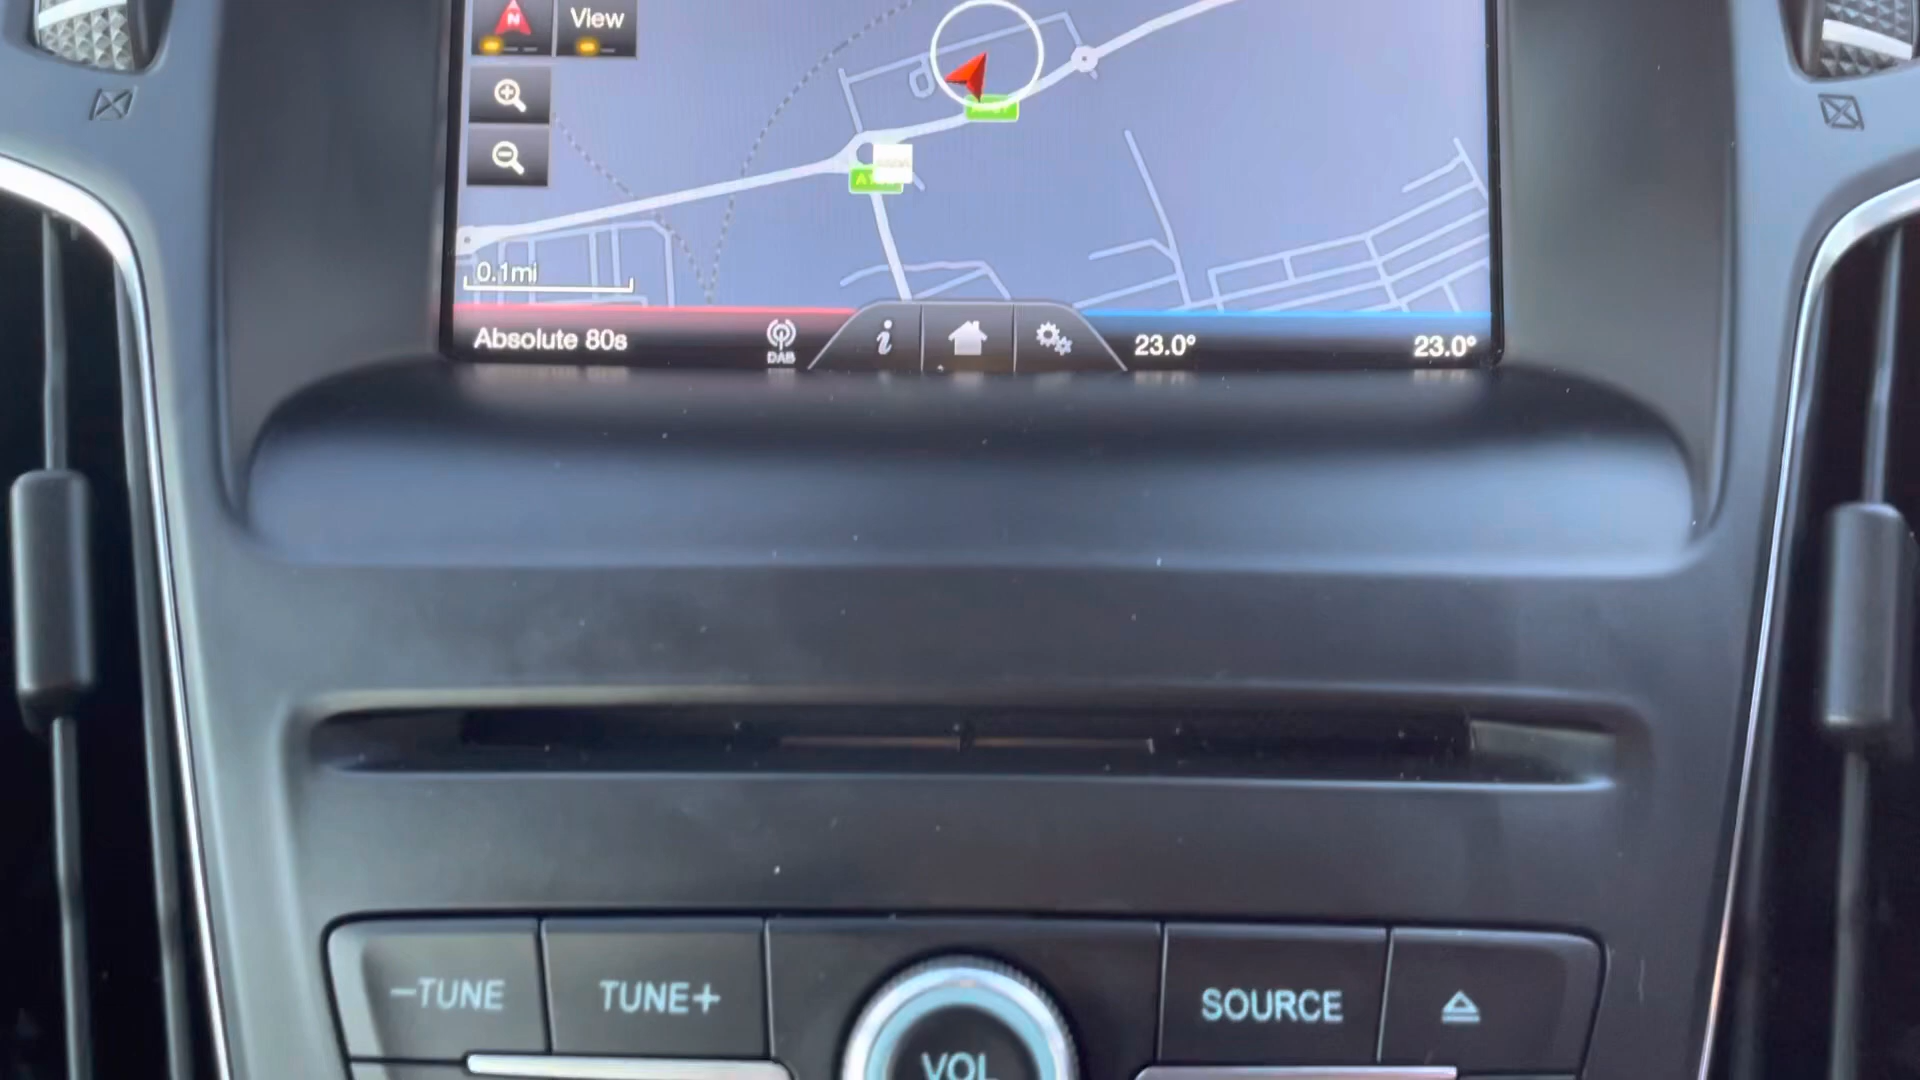 N
View
0.1mi
Absolute 80s
DAB
i
23.0°
23.0°
−TUNE
TUNE+
VOL
SOURCE